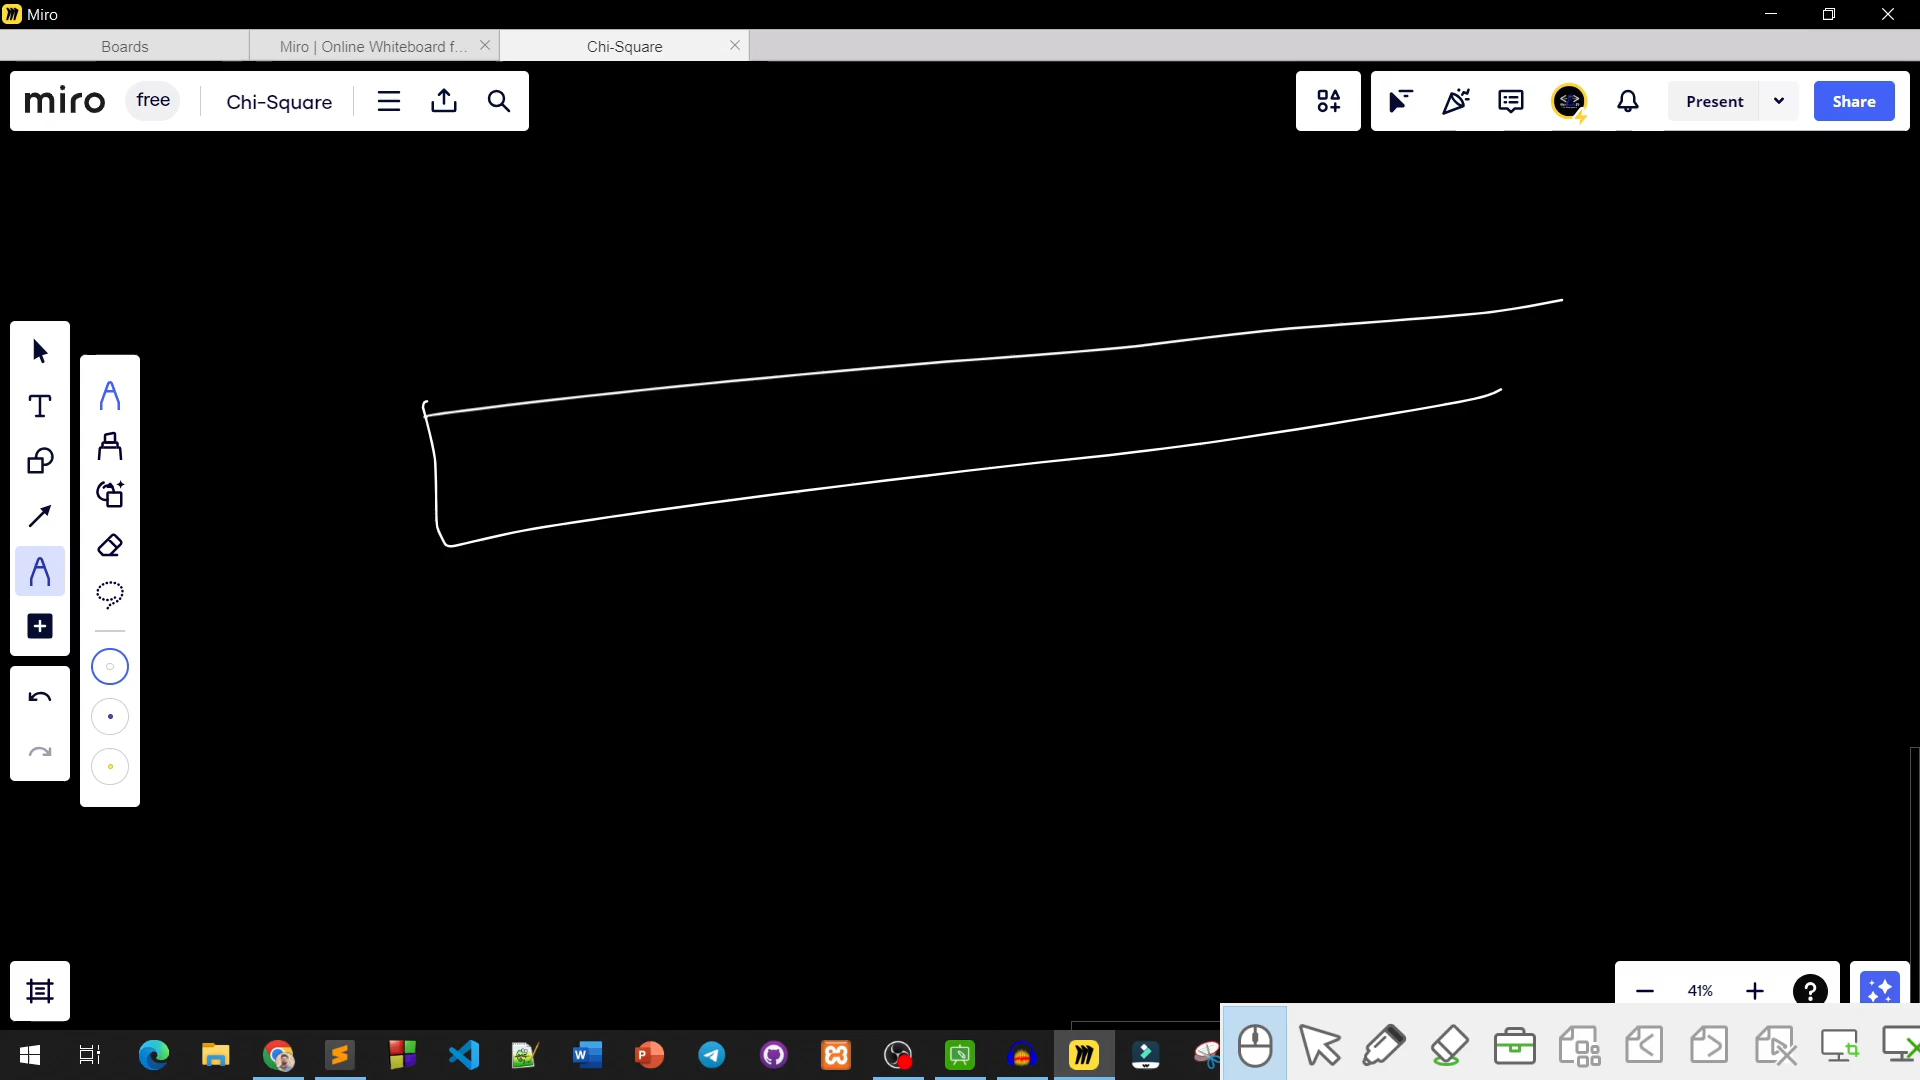 Miro
Boards
Miro | Online Whiteboard f...
Chi-Square
miro
free
Chi-Square
Present
Share
41%